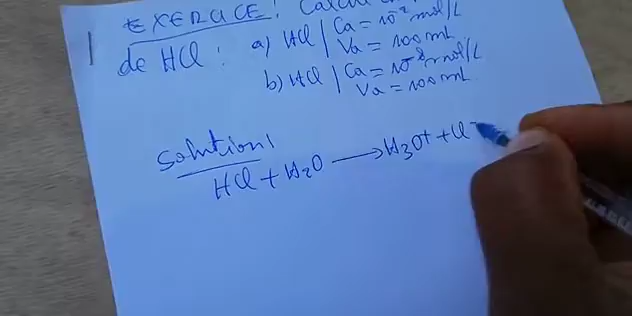 EXERCICE: Calcul
de HCl: a) HCl | Ca = 10⁻² mol/L
Va = 100 mL
b) HCl | Ca = 10⁻⁸ mol/L
Va = 100 mL
Solution
HCl + H₂O → H₃O⁺ + Cl⁻